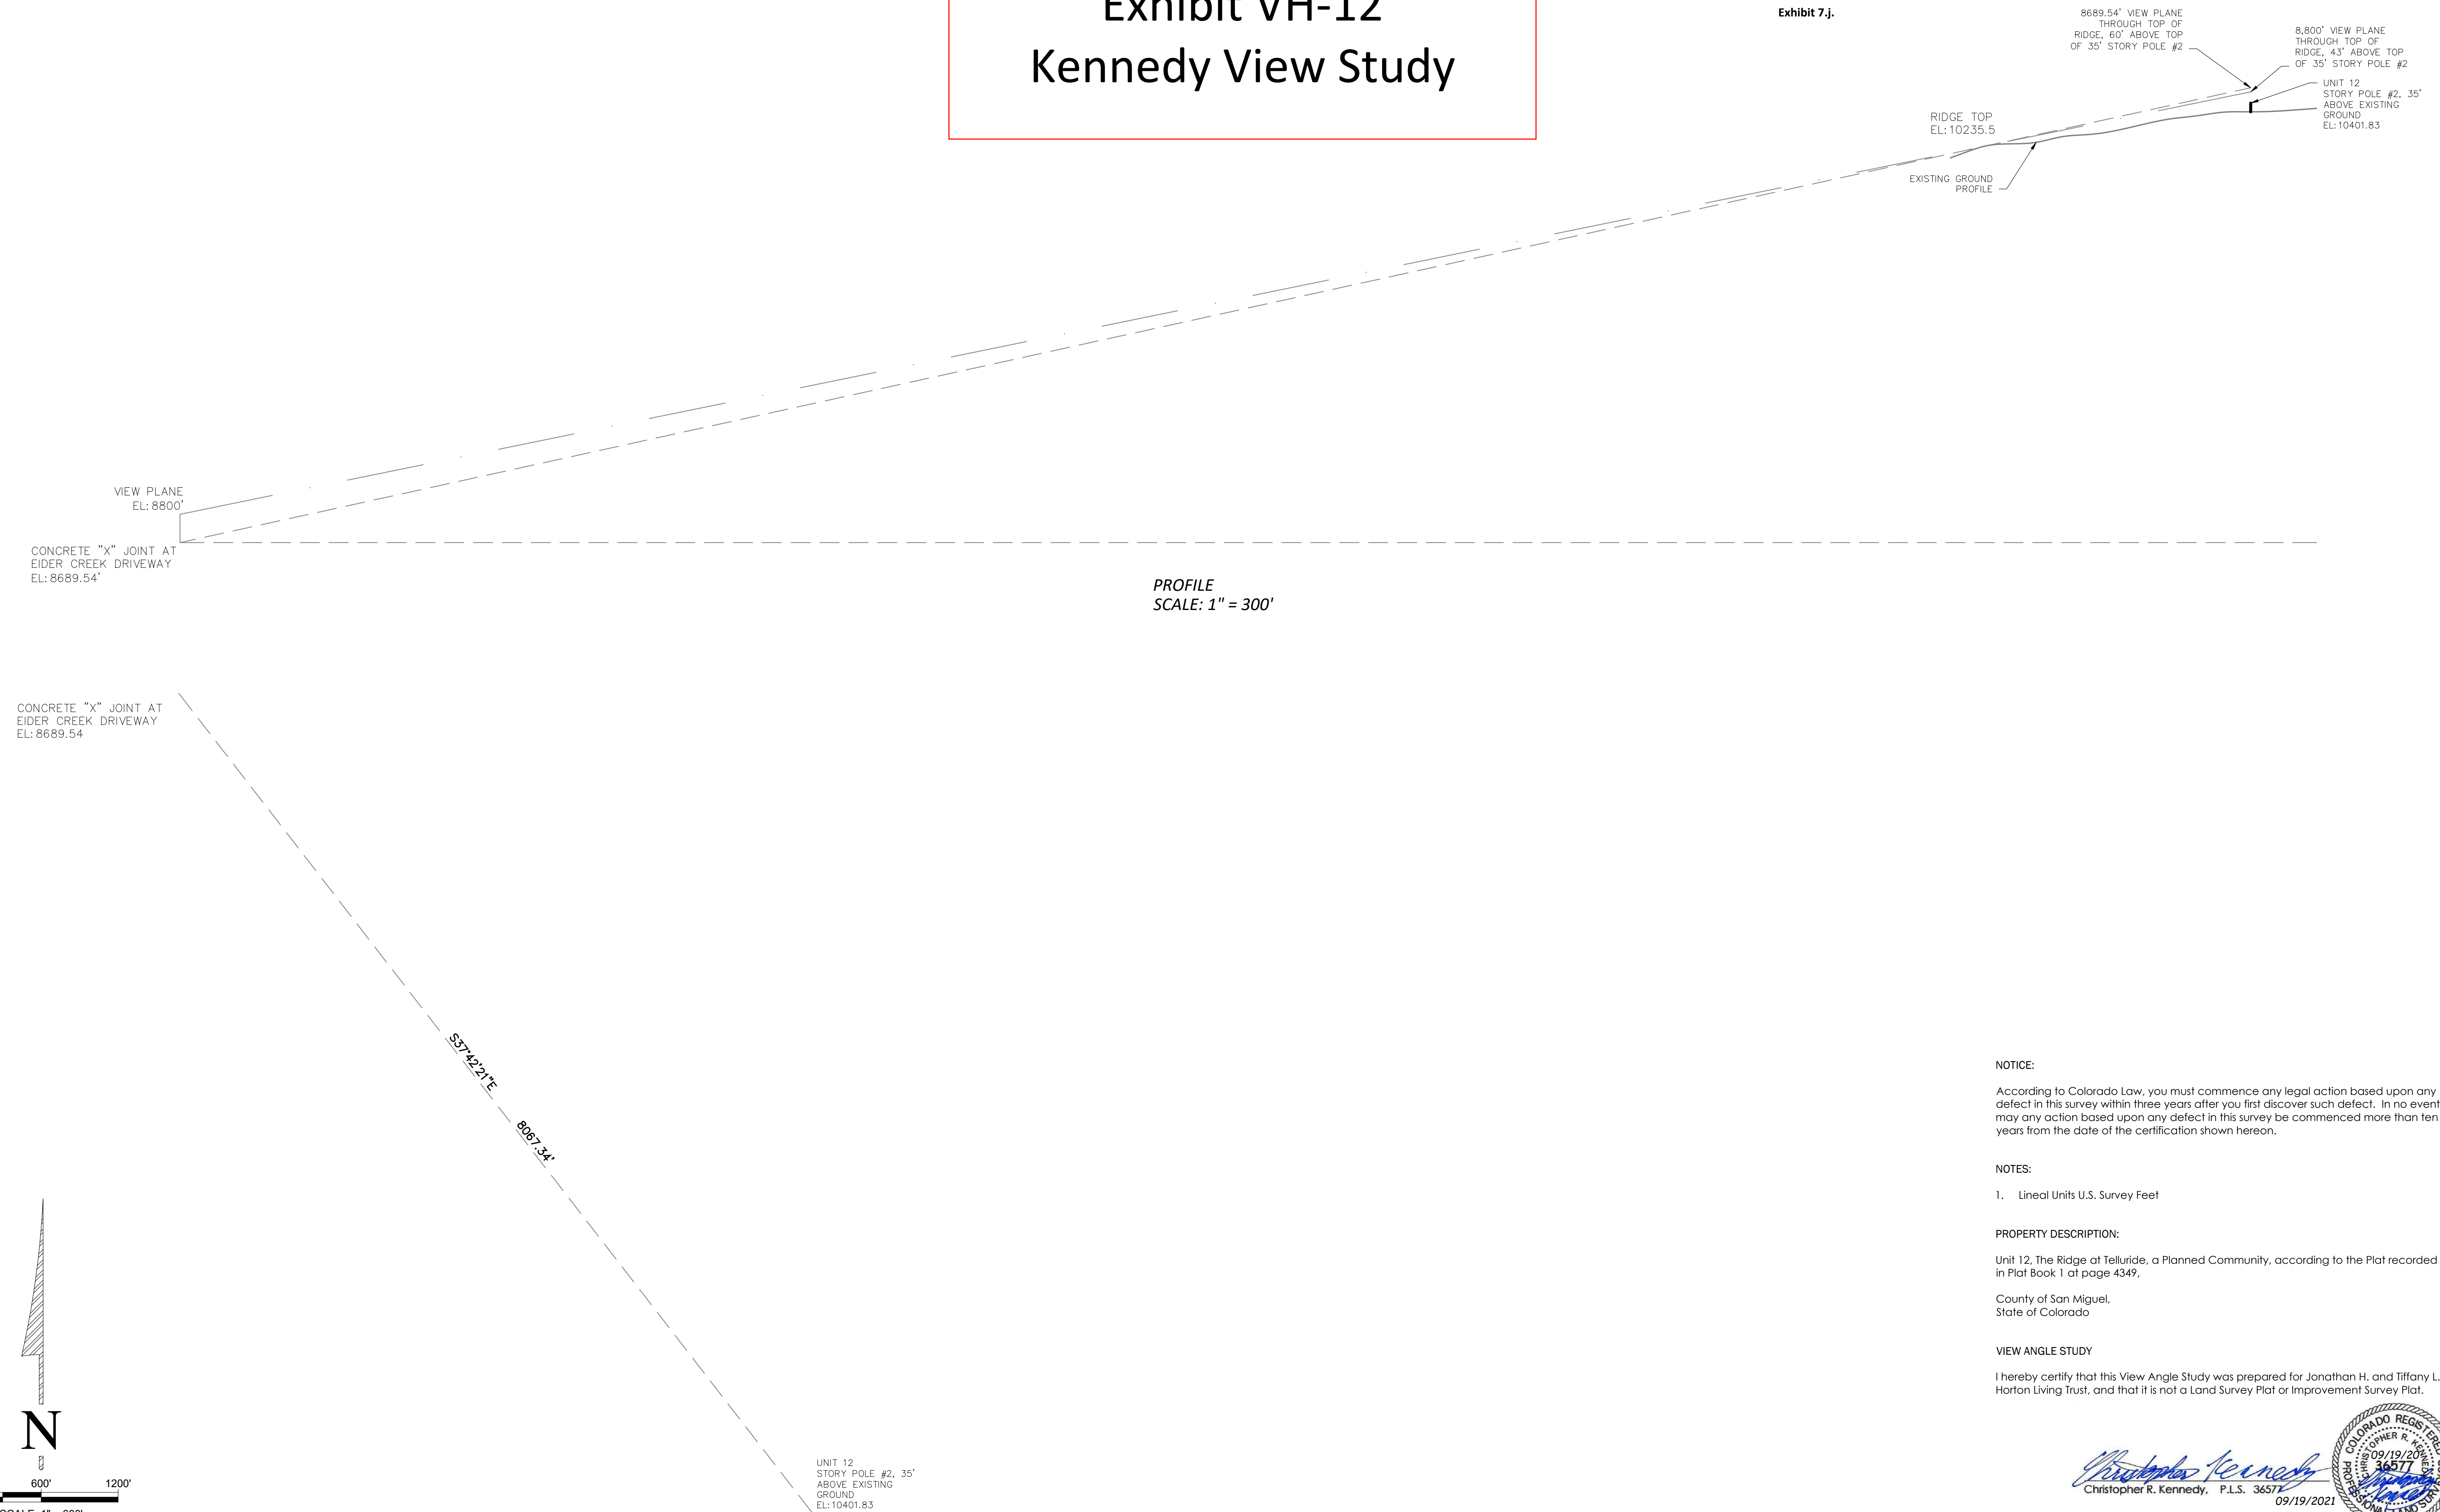 Exhibit VH-12
Kennedy View Study
Exhibit 7.j.
8689.54' VIEW PLANE
THROUGH TOP OF
RIDGE, 60' ABOVE TOP
OF 35' STORY POLE #2
8,800' VIEW PLANE
THROUGH TOP OF
RIDGE, 43' ABOVE TOP
OF 35' STORY POLE #2
UNIT 12
STORY POLE #2, 35'
ABOVE EXISTING
GROUND
EL:10401.83
RIDGE TOP
EL:10235.5
EXISTING GROUND
PROFILE
VIEW PLANE
EL:8800'
CONCRETE "X" JOINT AT
EIDER CREEK DRIVEWAY
EL:8689.54'
PROFILE
SCALE: 1" = 300'
CONCRETE "X" JOINT AT
EIDER CREEK DRIVEWAY
EL:8689.54
S37°42'21"E
8067.34'
UNIT 12
STORY POLE #2, 35'
ABOVE EXISTING
GROUND
EL:10401.83
N
600' 1200'
NOTICE:
According to Colorado Law, you must commence any legal action based upon any
defect in this survey within three years after you first discover such defect. In no event
may any action based upon any defect in this survey be commenced more than ten
years from the date of the certification shown hereon.
NOTES:
1. Lineal Units U.S. Survey Feet
PROPERTY DESCRIPTION:
Unit 12, The Ridge at Telluride, a Planned Community, according to the Plat recorded
in Plat Book 1 at page 4349,
County of San Miguel,
State of Colorado
VIEW ANGLE STUDY
I hereby certify that this View Angle Study was prepared for Jonathan H. and Tiffany L.
Horton Living Trust, and that it is not a Land Survey Plat or Improvement Survey Plat.
Christopher Kennedy
Christopher R. Kennedy, P.L.S. 36577
09/19/2021
COLORADO REGISTERED
CHRISTOPHER R. KENNEDY
09/19/20
36577